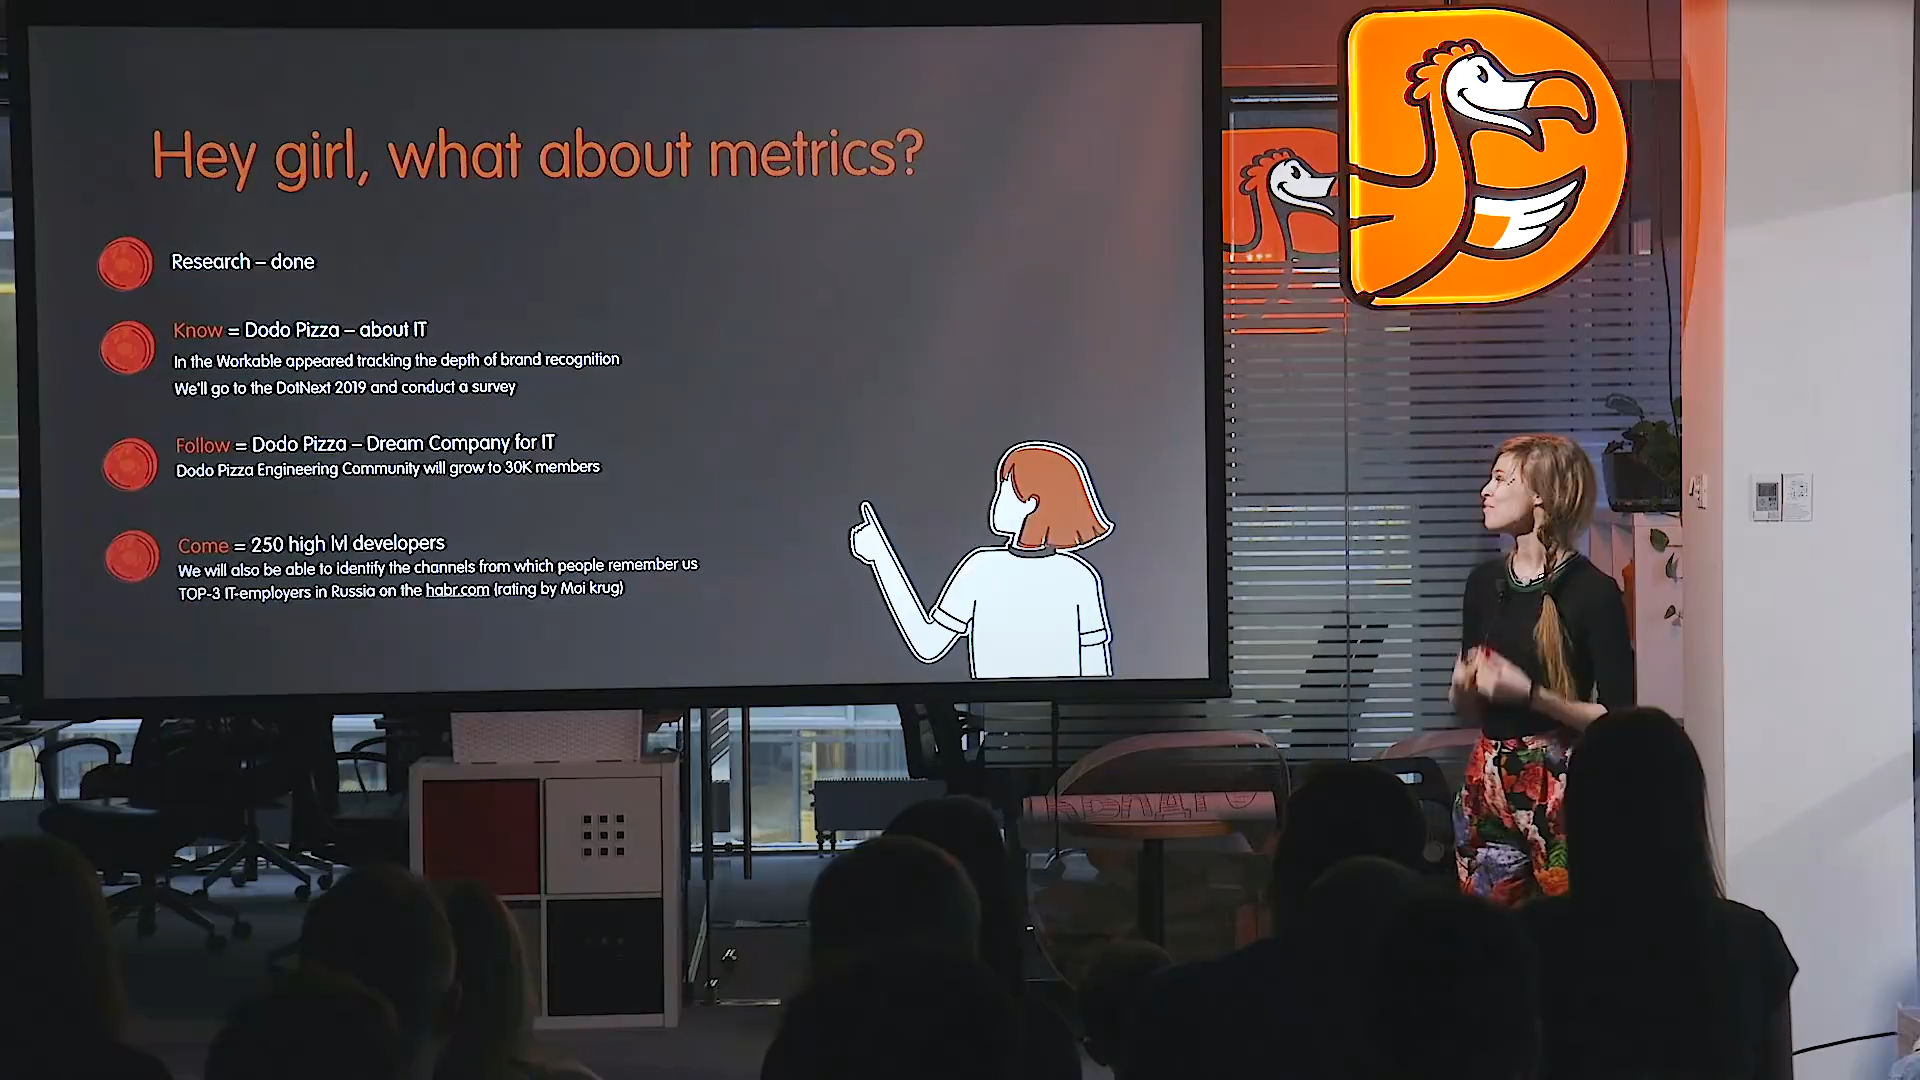 Hey girl, what about metrics?
Research – done
Know = Dodo Pizza – about IT
In the Workable appeared tracking the depth of brand recognition
We'll go to the DotNext 2019 and conduct a survey
Follow = Dodo Pizza – Dream Company for IT
Dodo Pizza Engineering Community will grow to 30K members
Come = 250 high lvl developers
We will also be able to identify the channels from which people remember us
TOP-3 IT-employers in Russia on the habr.com (rating by Moi krug)